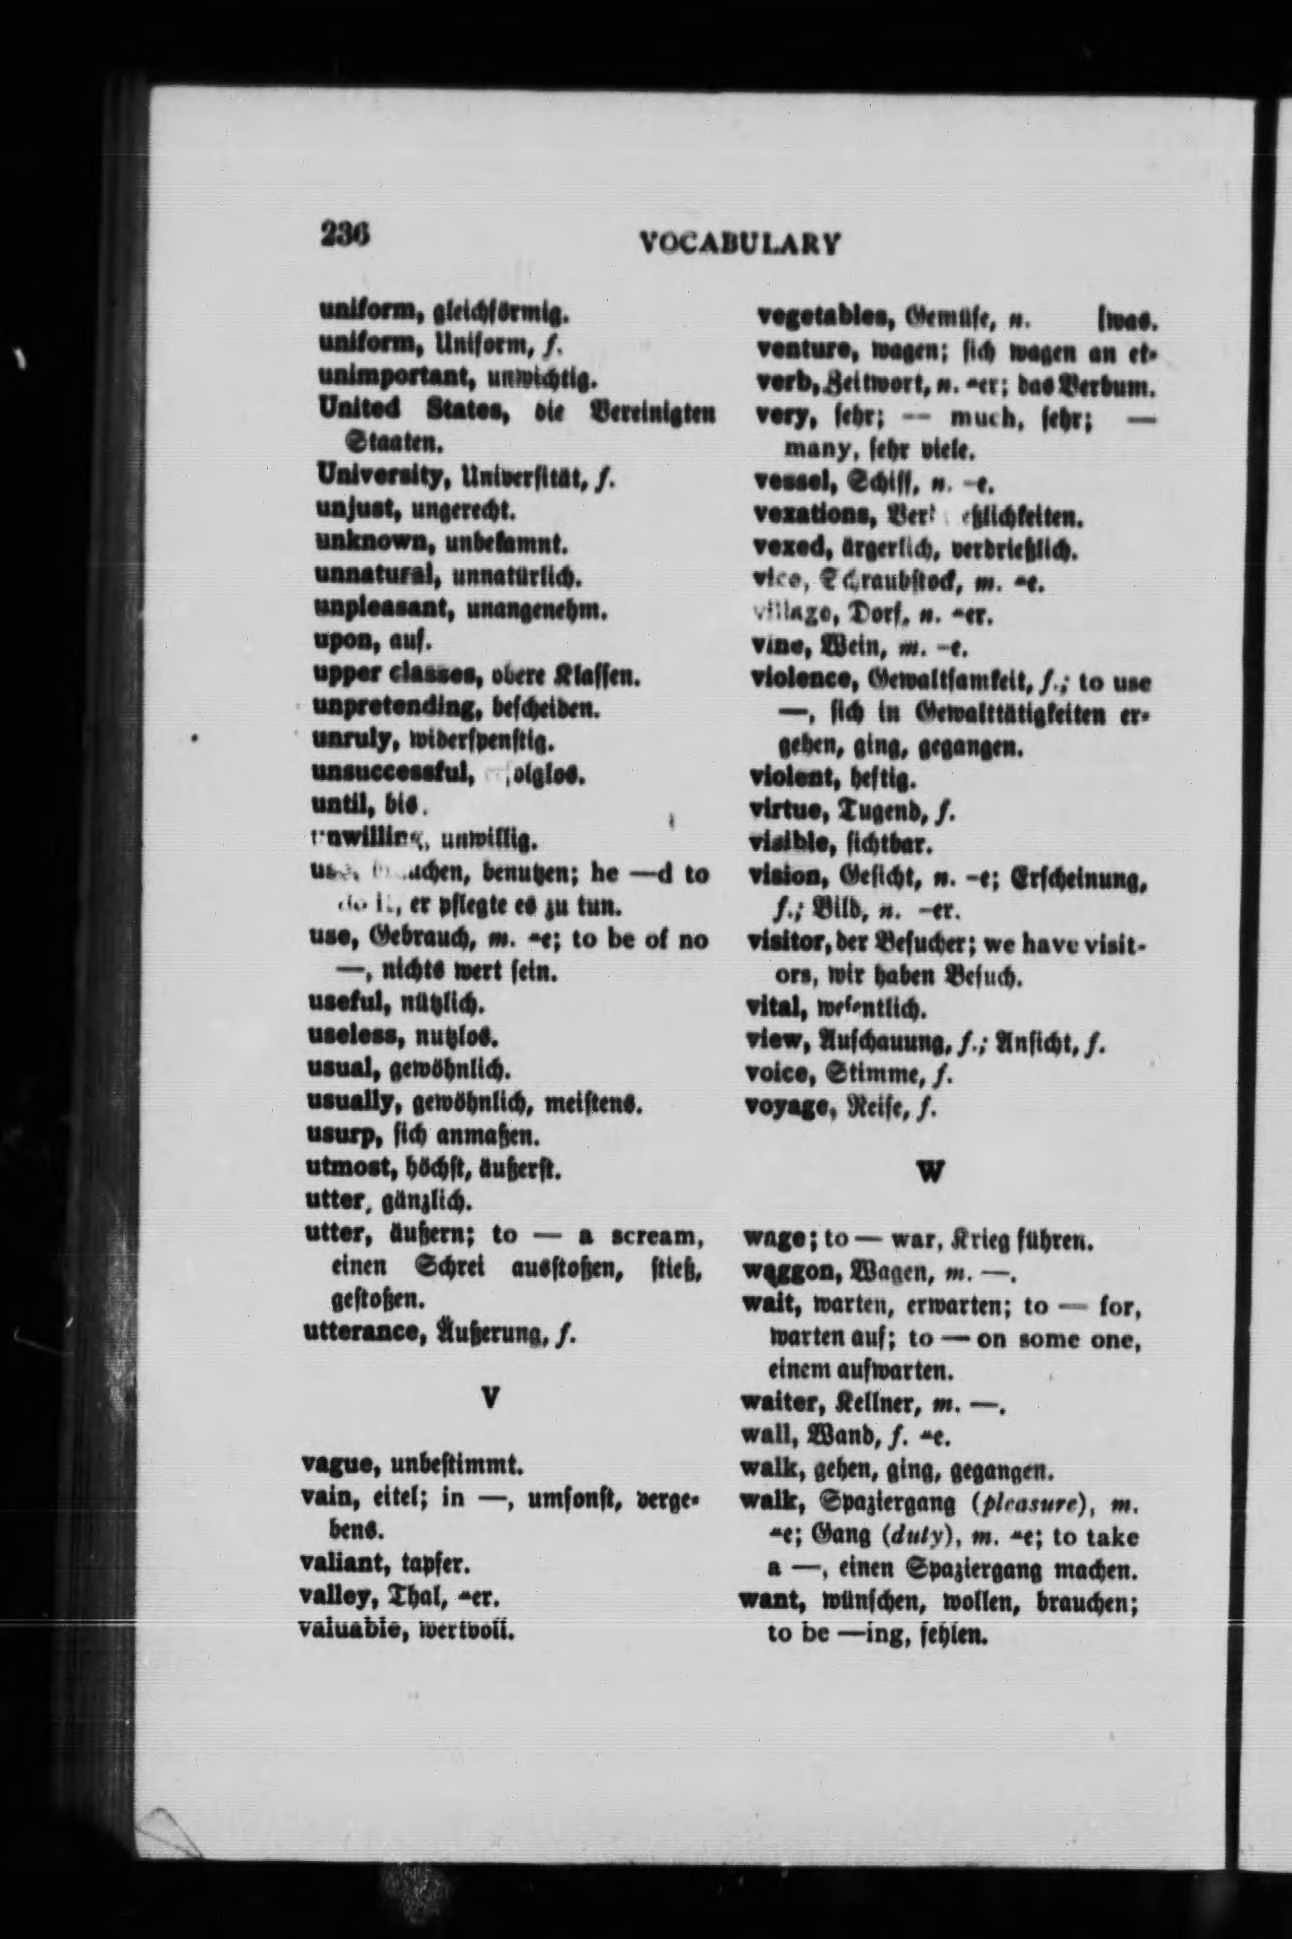 236
VOCABULARY
uniform, gleichförmig.
uniform, Uniform, f.
unimportant, unwichtig.
United States, die Vereinigten
Staaten.
University, Universität, f.
unjust, ungerecht.
unknown, unbekannt.
unnatural, unnatürlich.
unpleasant, unangenehm.
upon, auf.
upper classes, obere Klassen.
unpretending, bescheiden.
unruly, widerspenstig.
unsuccessful,
until, bis.
unwilling, unwillig.
benutzen; he —d to
do it, er pflegte es zu tun.
use, Gebrauch, m. ⸚e; to be of no
—, nichts wert sein.
useful, nützlich.
useless, nutzlos.
usual, gewöhnlich.
usually, gewöhnlich, meistens.
usurp, sich anmaßen.
utmost, höchst, äußerst.
utter, gänzlich.
utter, äußern; to — a scream,
einen Schrei ausstoßen, stieß,
gestoßen.
utterance, Äußerung, f.
V
vague, unbestimmt.
vain, eitel; in —, umsonst, verge-
bens.
valiant, tapfer.
valley, Thal, ⸚er.
valuable, wertvoll.
vegetables, Gemüse, n. [was.
venture, wagen; sich wagen an et-
verb, Zeitwort, n. ⸚er; das Verbum.
very, sehr; — much, sehr; —
many, sehr viele.
vessel, Schiff, n. -e.
vexations,
vexed, ärgerlich, verdrießlich.
vice, Schraubstock, m. ⸚e.
village, Dorf, n. ⸚er.
vine, Wein, m. -e.
violence, Gewaltsamkeit, f.; to use
—, sich in Gewalttätigkeiten er-
gehen, ging, gegangen.
violent, heftig.
virtue, Tugend, f.
visible, sichtbar.
vision, Gesicht, n. -e; Erscheinung,
f.; Bild, n. -er.
visitor, der Besucher; we have visit-
ors, wir haben Besuch.
vital, wesentlich.
view, Auschauung, f.; Ansicht, f.
voice, Stimme, f.
voyage, Reise, f.
W
wage; to — war, Krieg führen.
waggon, Wagen, m. —.
wait, warten, erwarten; to — for,
warten auf; to — on some one,
einem aufwarten.
waiter, Kellner, m. —.
wall, Wand, f. ⸚e.
walk, gehen, ging, gegangen.
walk, Spaziergang (pleasure), m.
⸚e; Gang (duty), m. ⸚e; to take
a —, einen Spaziergang machen.
want, wünschen, wollen, brauchen;
to be —ing, fehlen.